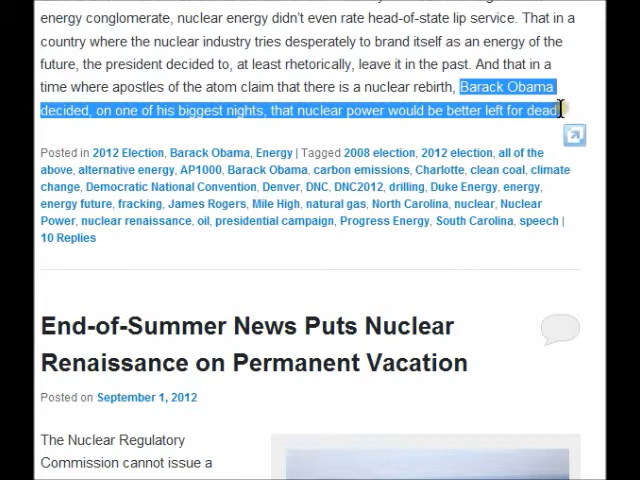 energy conglomerate, nuclear energy didn't even rate head-of-state lip service. That in a
country where the nuclear industry tries desperately to brand itself as an energy of the
future, the president decided to, at least rhetorically, leave it in the past. And that in a
time where apostles of the atom claim that there is a nuclear rebirth, Barack Obama
decided, on one of his biggest nights, that nuclear power would be better left for dead.
Posted in 2012 Election, Barack Obama, Energy | Tagged 2008 election, 2012 election, all of the
above, alternative energy, AP1000, Barack Obama, carbon emissions, Charlotte, clean coal, climate
change, Democratic National Convention, Denver, DNC, DNC2012, drilling, Duke Energy, energy,
energy future, fracking, James Rogers, Mile High, natural gas, North Carolina, nuclear, Nuclear
Power, nuclear renaissance, oil, presidential campaign, Progress Energy, South Carolina, speech |
10 Replies
End-of-Summer News Puts Nuclear
Renaissance on Permanent Vacation
Posted on September 1, 2012
The Nuclear Regulatory
Commission cannot issue a